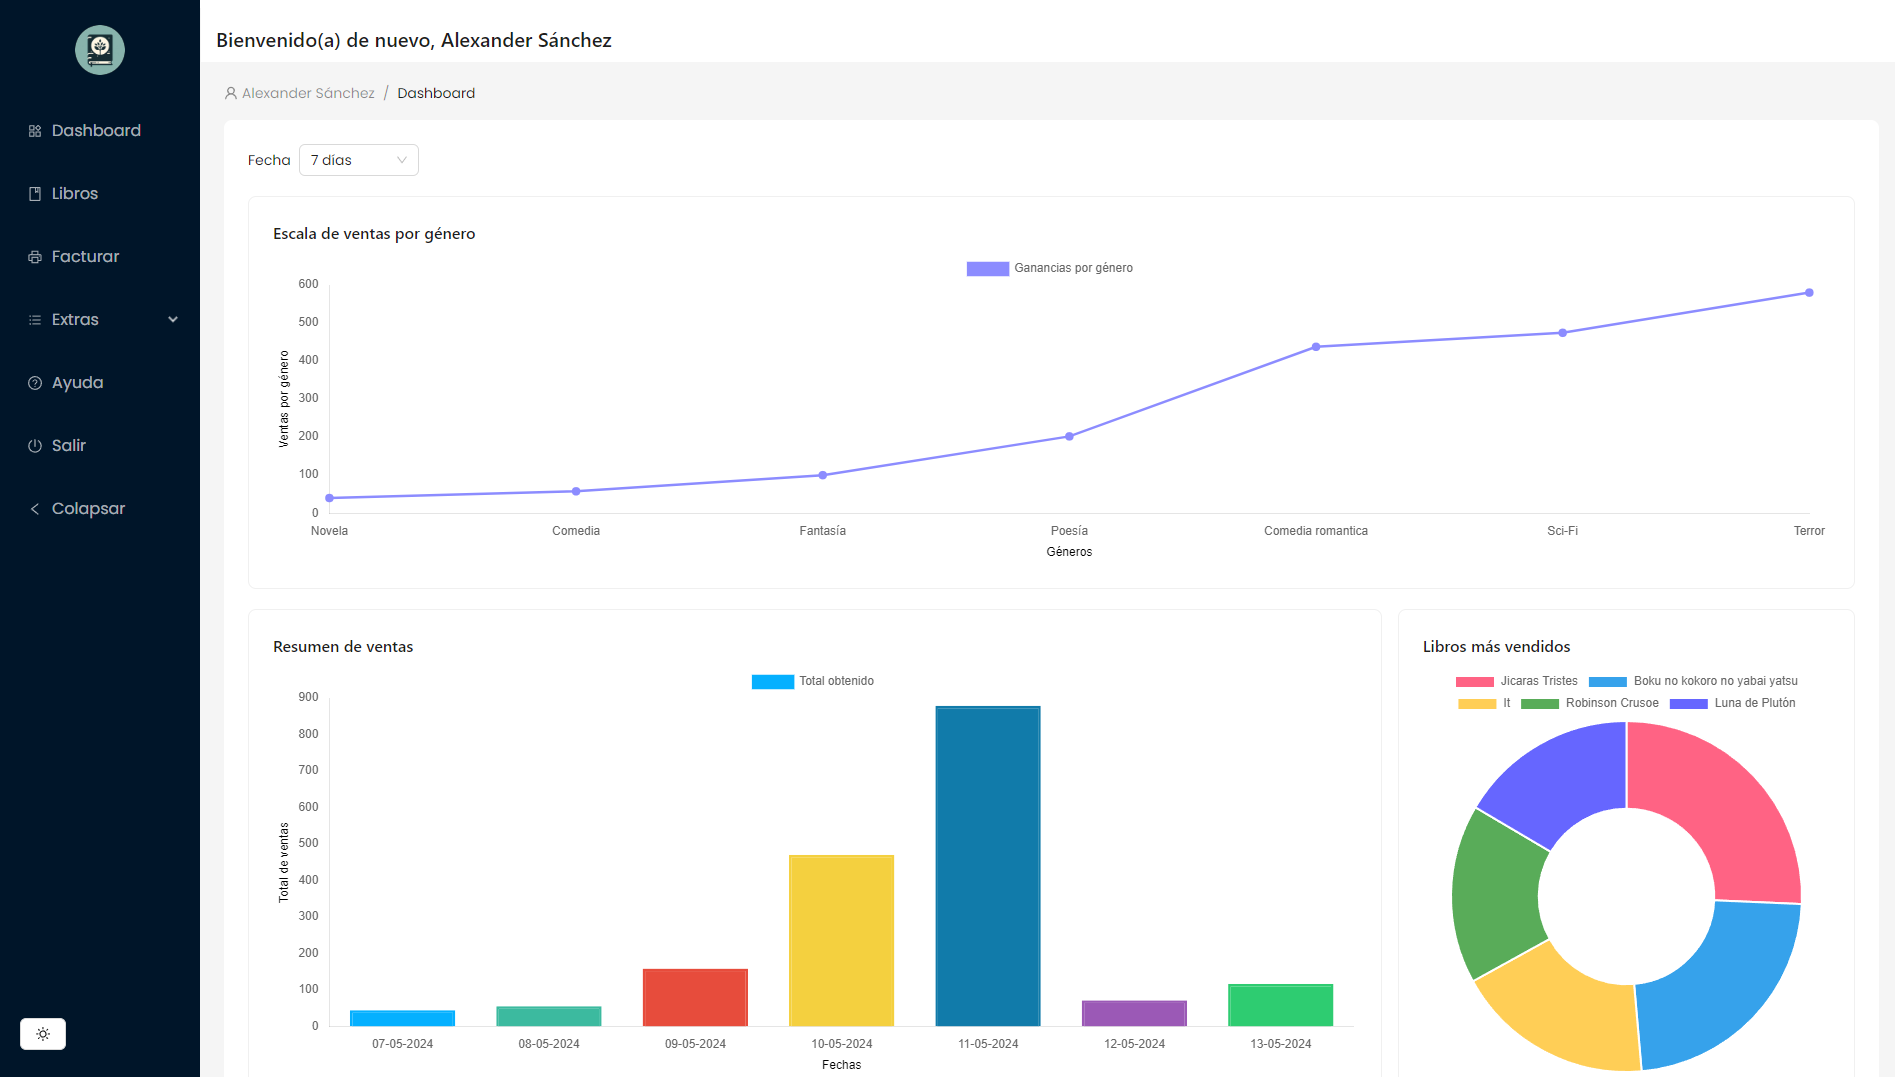 Bienvenido(a) de nuevo, Alexander Sánchez
Alexander Sánchez / Dashboard
Dashboard
Libros
Facturar
Extras
Ayuda
Salir
Colapsar
Fecha 7 días
Escala de ventas por género
Ganancias por género
600
500
400
300
200
100
0
Ventas por género
Novela Comedia Fantasía Poesía Comedia romantica Sci-Fi Terror
Géneros
Resumen de ventas
Total obtenido
900
800
700
600
500
400
300
200
100
0
Total de ventas
07-05-2024 08-05-2024 09-05-2024 10-05-2024 11-05-2024 12-05-2024 13-05-2024
Fechas
Libros más vendidos
Jicaras Tristes Boku no kokoro no yabai yatsu
It Robinson Crusoe Luna de Plutón